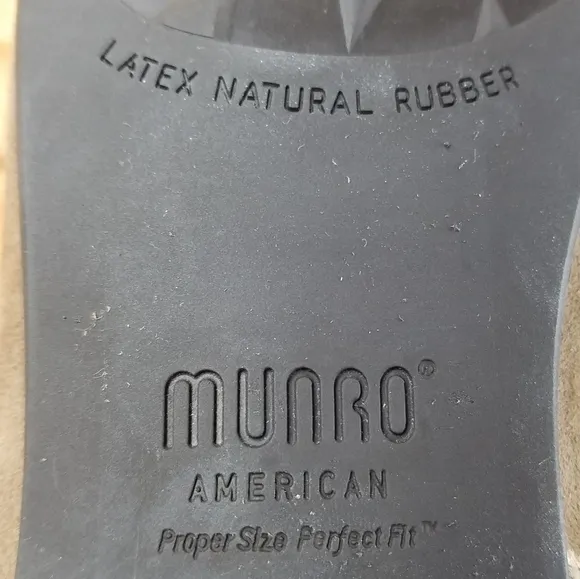 LATEX NATURAL RUBBER
MUNRO®
AMERICAN
Proper Size Perfect Fit™